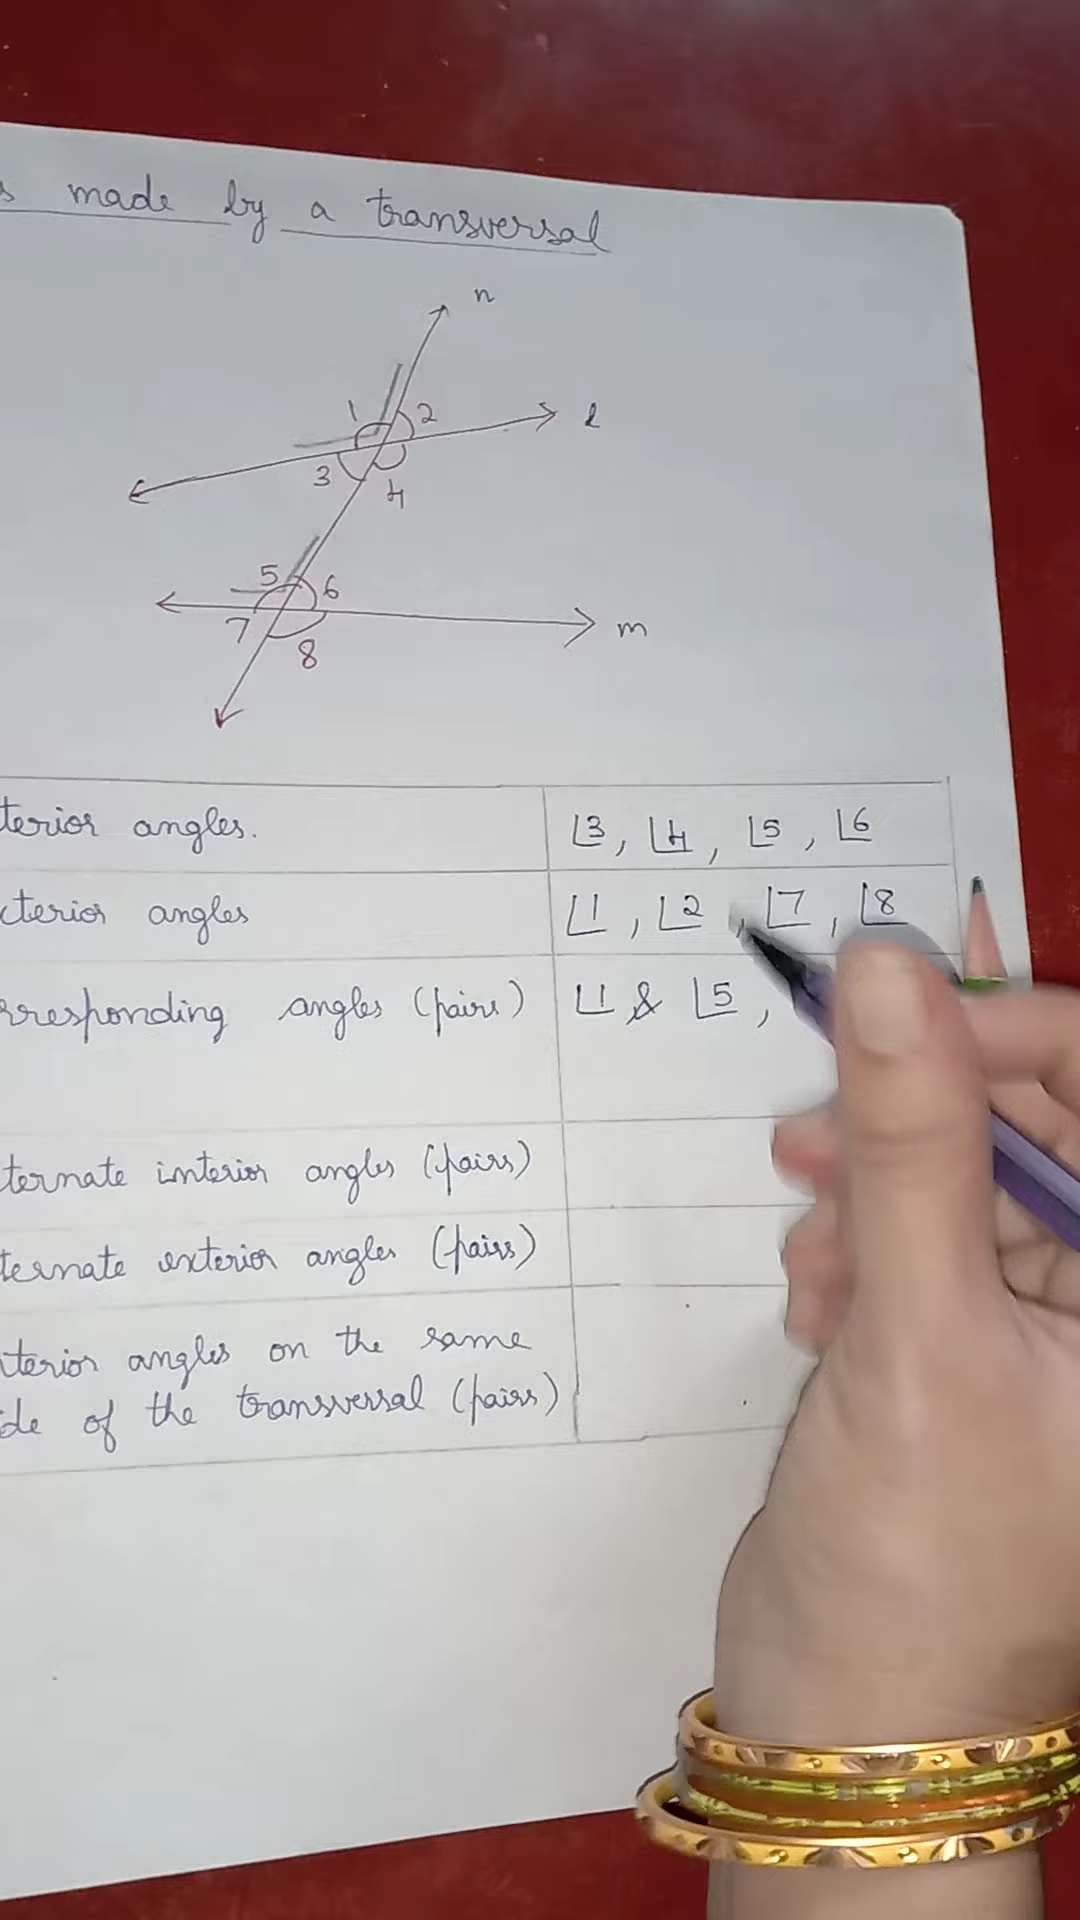 made by a transversal
n
1 2 l
3 4
5 6
7 m
8
terior angles. ∠3, ∠4, ∠5, ∠6
terior angles ∠1, ∠2, ∠7, ∠8
rresponding angles (pairs) ∠1 & ∠5,
ternate interior angles (pairs)
ternate exterior angles (pairs)
terior angles on the same
de of the transversal (pairs)